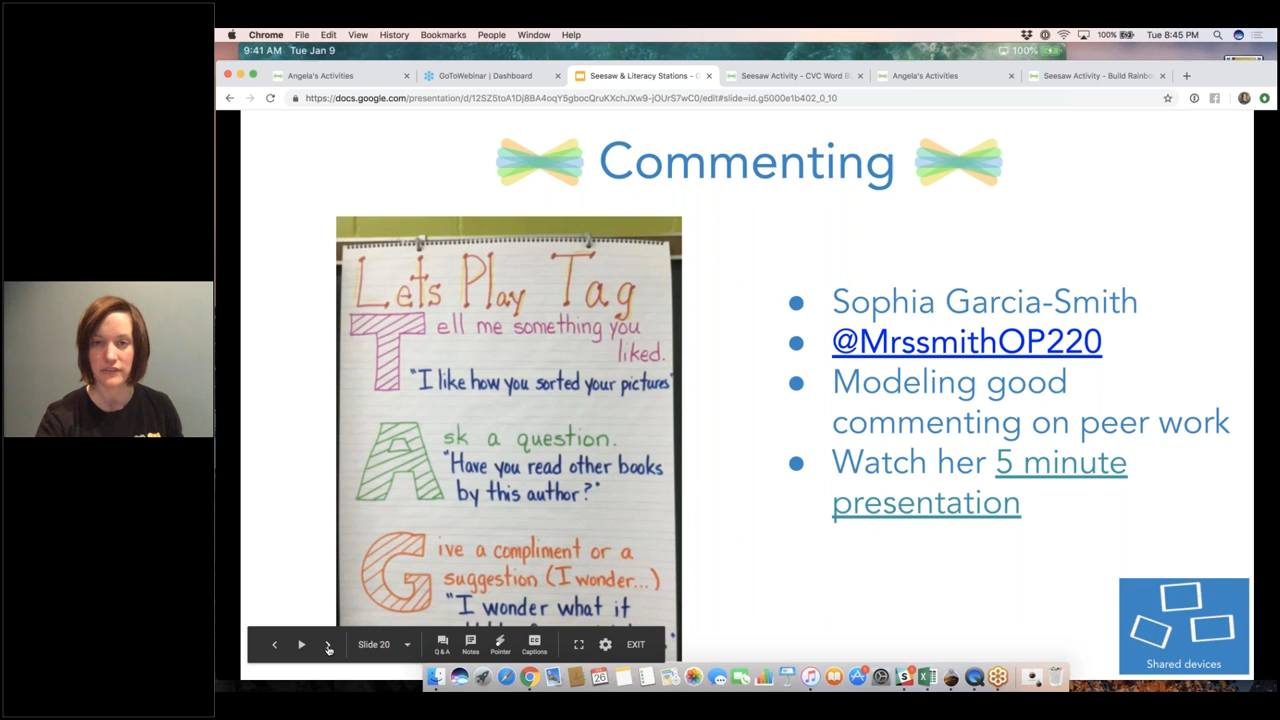 Chrome File Edit View History Bookmarks People Window Help 100% Tue 8:45 PM
9:41 AM Tue Jan 9 100%
Angela's Activities × GoToWebinar | Dashboard × Seesaw & Literacy Stations - G × Seesaw Activity - CVC Word B × Angela's Activities × Seesaw Activity - Build Rainbo ×
https://docs.google.com/presentation/d/12SZ5toA1Dj8BA4oqY5gbocQruKXchJXw9-jOUrS7wC0/edit#slide=id.g5000e1b402_0_10
Commenting
Lets Play Tag
Tell me something you
liked.
"I like how you sorted your pictures"
Ask a question.
"Have you read other books
by this author?"
Give a compliment or a
suggestion (I wonder...)
"I wonder what it
• Sophia Garcia-Smith
• @MrssmithOP220
• Modeling good
commenting on peer work
• Watch her 5 minute
presentation
Shared devices
Slide 20 Q & A Notes Pointer Captions EXIT